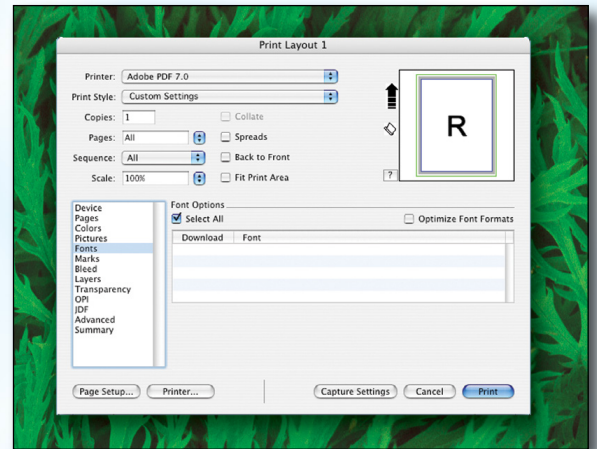 Print Layout 1
Printer: Adobe PDF 7.0
Print Style: Custom Settings
Copies: 1 Collate
Pages: All Spreads
Sequence: All Back to Front
Scale: 100% Fit Print Area
R
?
Device
Pages
Colors
Pictures
Fonts
Marks
Bleed
Layers
Transparency
OPI
JDF
Advanced
Summary
Font Options
Select All Optimize Font Formats
Download Font
Page Setup... Printer... Capture Settings Cancel Print